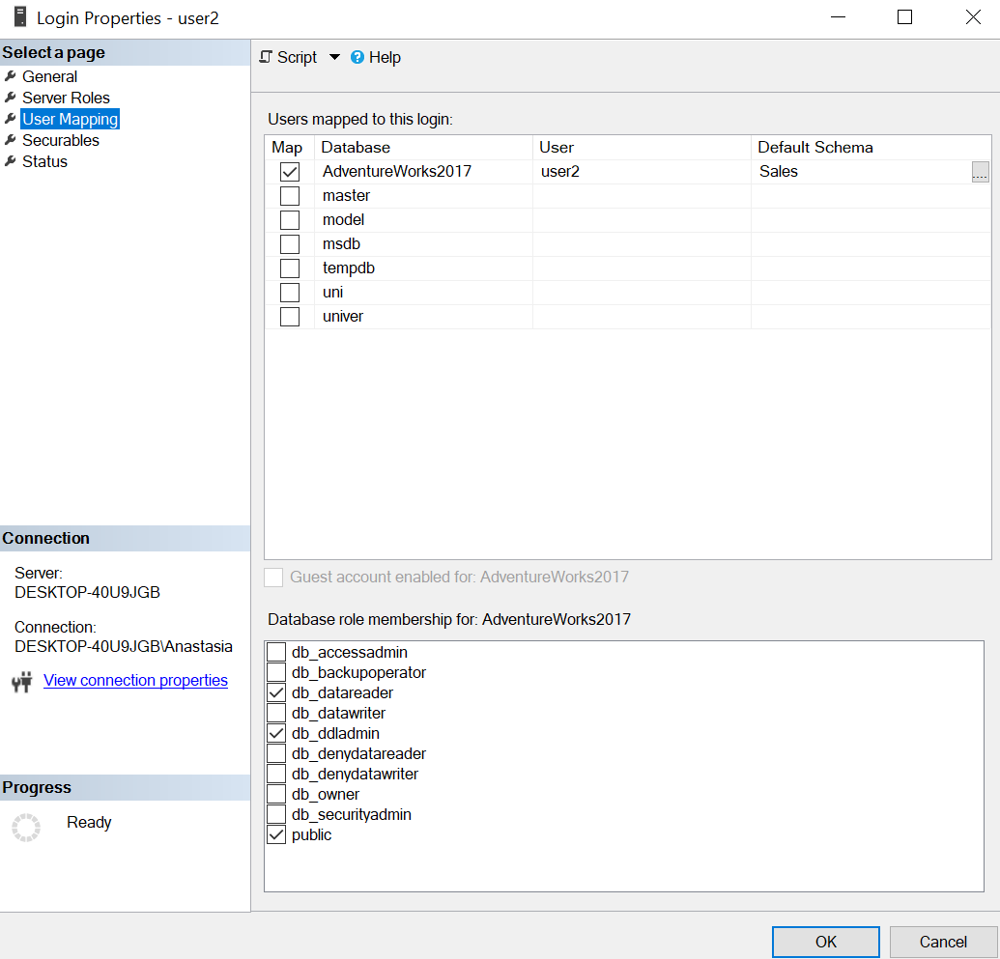 Login Properties - user2
Select a page
General
Server Roles
User Mapping
Securables
Status
Connection
Server:
DESKTOP-40U9JGB
Connection:
DESKTOP-40U9JGB\Anastasia
View connection properties
Progress
Ready
Script Help
Users mapped to this login:
Map Database User Default Schema
AdventureWorks2017 user2 Sales ....
master
model
msdb
tempdb
uni
univer
Guest account enabled for: AdventureWorks2017
Database role membership for: AdventureWorks2017
db_accessadmin
db_backupoperator
db_datareader
db_datawriter
db_ddladmin
db_denydatareader
db_denydatawriter
db_owner
db_securityadmin
public
OK Cancel